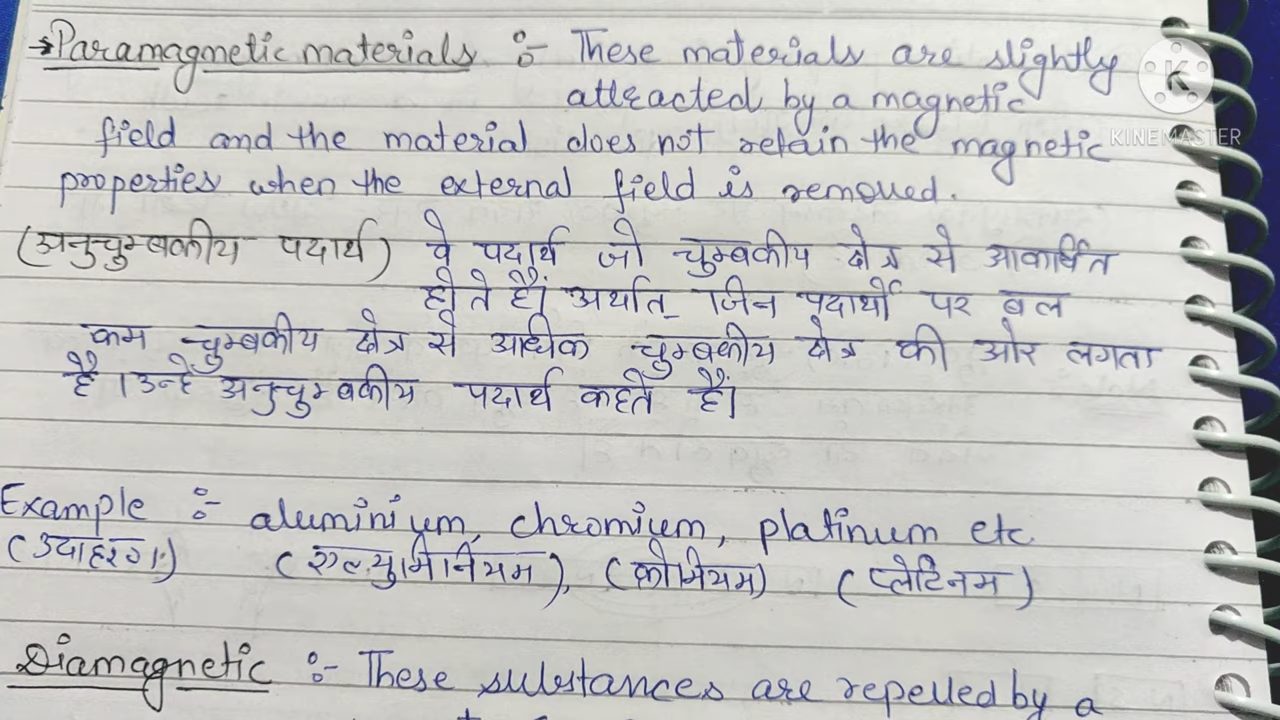 →Paramagnetic materials :- These materials are slightly
attracted by a magnetic
field and the material does not retain the magnetic
properties when the external field is removed.
(अनुचुम्बकीय पदार्थ) वे पदार्थ जो चुम्बकीय क्षेत्र से आकर्षित
होते हैं। अर्थात् जिन पदार्थों पर बल
कम चुम्बकीय क्षेत्र से अधिक चुम्बकीय क्षेत्र की ओर लगता
है। उन्हे अनुचुम्बकीय पदार्थ कहते हैं।
Example :- aluminium, chromium, platinum etc
(उदाहरण) (एल्युमिनियम), (क्रोमियम) (प्लेटिनम)
Diamagnetic :- These substances are repelled by a
K
KINEMASTER